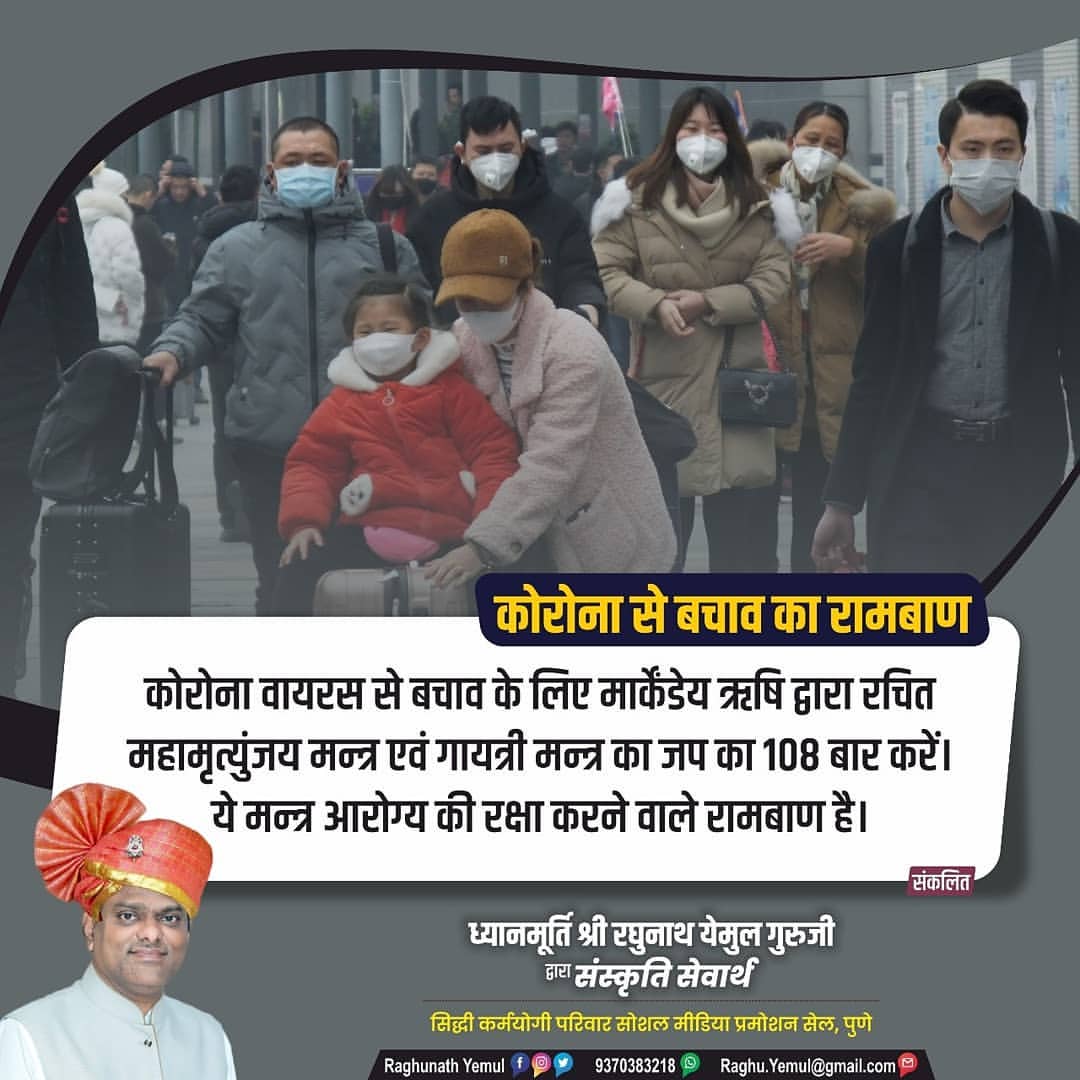 कोरोना से बचाव का रामबाण
कोरोना वायरस से बचाव के लिए मार्केंडेय ऋषि द्वारा रचित
महामृत्युंजय मन्त्र एवं गायत्री मन्त्र का जप का 108 बार करें।
ये मन्त्र आरोग्य की रक्षा करने वाले रामबाण है।
संकलित
ध्यानमूर्ति श्री रघुनाथ येमुल गुरुजी
द्वारा संस्कृति सेवार्थ
सिद्धी कर्मयोगी परिवार सोशल मीडिया प्रमोशन सेल, पुणे
Raghunath Yemul 9370383218 Raghu.Yemul@gmail.com